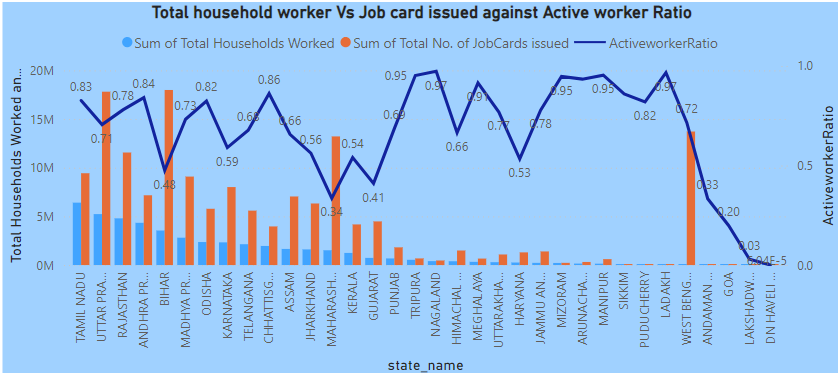 Total household worker Vs Job card issued against Active worker Ratio
Sum of Total Households Worked Sum of Total No. of JobCards issued ActiveworkerRatio
Total Households Worked an...
20M
15M
10M
5M
0M
1.0
0.5
0.0
ActiveworkerRatio
0.83
0.71
0.78
0.84
0.48
0.73
0.82
0.59
0.68
0.86
0.66
0.56
0.34
0.54
0.41
0.69
0.95
0.97
0.66
0.91
0.77
0.53
0.78
0.95
0.95
0.82
0.97
0.72
0.33
0.20
0.03
TAMIL NADU
UTTAR PRA...
RAJASTHAN
ANDHRA PR...
BIHAR
MADHYA PR...
ODISHA
KARNATAKA
TELANGANA
CHHATTISG...
ASSAM
JHARKHAND
MAHARASH...
KERALA
GUJARAT
PUNJAB
TRIPURA
NAGALAND
HIMACHAL ...
MEGHALAYA
UTTARAKHA...
HARYANA
JAMMU AN...
MIZORAM
ARUNACHA...
MANIPUR
SIKKIM
PUDUCHERRY
LADAKH
WEST BENG...
ANDAMAN ...
GOA
LAKSHADW...
DN HAVELI ...
state_name